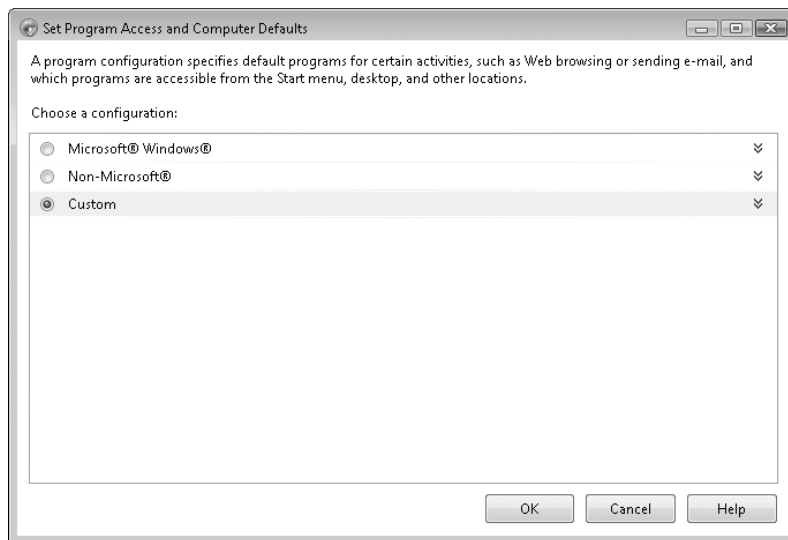 Set Program Access and Computer Defaults
A program configuration specifies default programs for certain activities, such as Web browsing or sending e-mail, and
which programs are accessible from the Start menu, desktop, and other locations.
Choose a configuration:
Microsoft® Windows®
Non-Microsoft®
Custom
OK Cancel Help